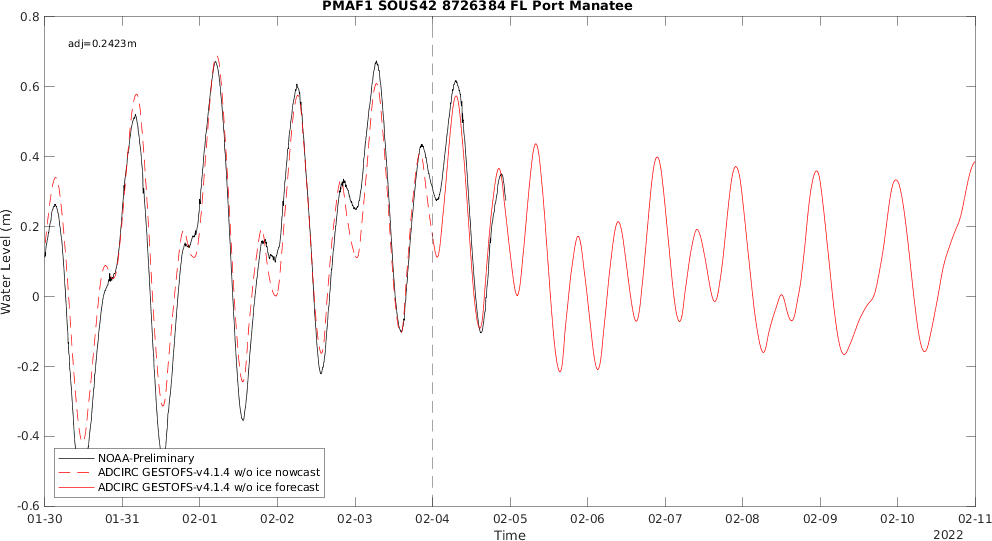 PMAF1 SOUS42 8726384 FL Port Manatee
adj=0.2423m
0.8
0.6
0.4
0.2
0
-0.2
-0.4
-0.6
Water Level (m)
NOAA-Preliminary
ADCIRC GESTOFS-v4.1.4 w/o ice nowcast
ADCIRC GESTOFS-v4.1.4 w/o ice forecast
01-30 01-31 02-01 02-02 02-03 02-04 02-05 02-06 02-07 02-08 02-09 02-10 02-11
Time
2022